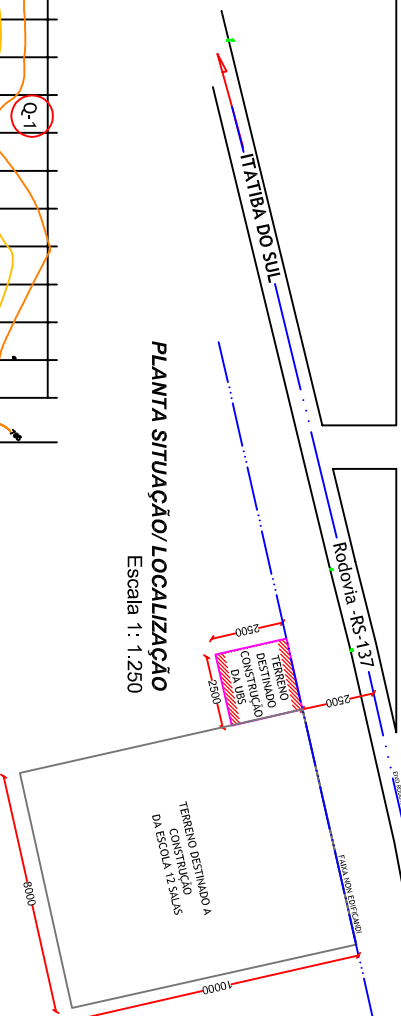 Q-1
ITATIBA DO SUL
PLANTA SITUAÇÃO/ LOCALIZAÇÃO
Escala 1: 1.250
Rodovia -RS-137
2500
2500
2500
TERRENO
DESTINADO
CONSTRUÇÃO
DA UBS
FAIXA NON EDIFICANDI
TERRENO DESTINADO A
CONSTRUÇÃO
DA ESCOLA 12 SALAS
8000
10000